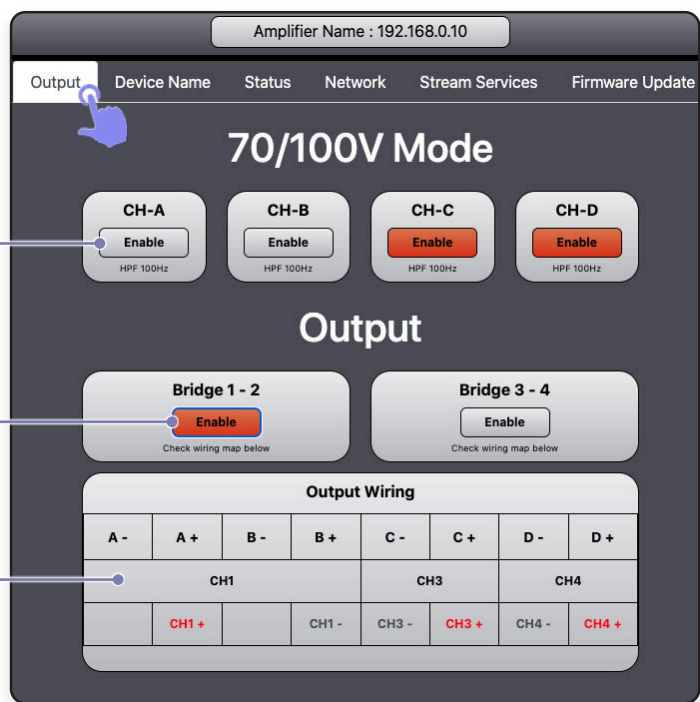 Amplifier Name : 192.168.0.10
Output Device Name Status Network Stream Services Firmware Update
70/100V Mode
CH-A CH-B CH-C CH-D
Enable Enable Enable Enable
HPF 100Hz HPF 100Hz HPF 100Hz HPF 100Hz
Output
Bridge 1 - 2 Bridge 3 - 4
Enable Enable
Check wiring map below Check wiring map below
Output Wiring
A - A + B - B + C - C + D - D +
CH1 CH3 CH4
CH1 + CH1 - CH3 - CH3 + CH4 - CH4 +